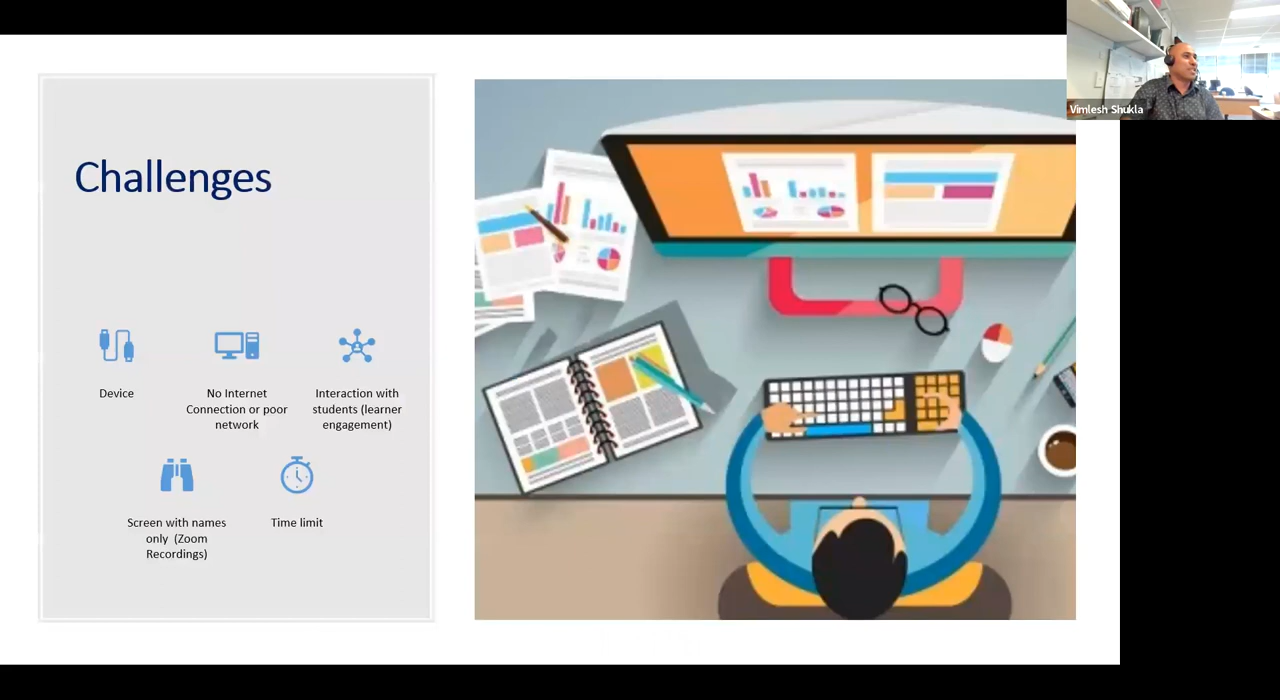 Vimlesh Shukla
Challenges
Device
No Internet
Connection or poor
network
Interaction with
students (learner
engagement)
Screen with names
only (Zoom
Recordings)
Time limit